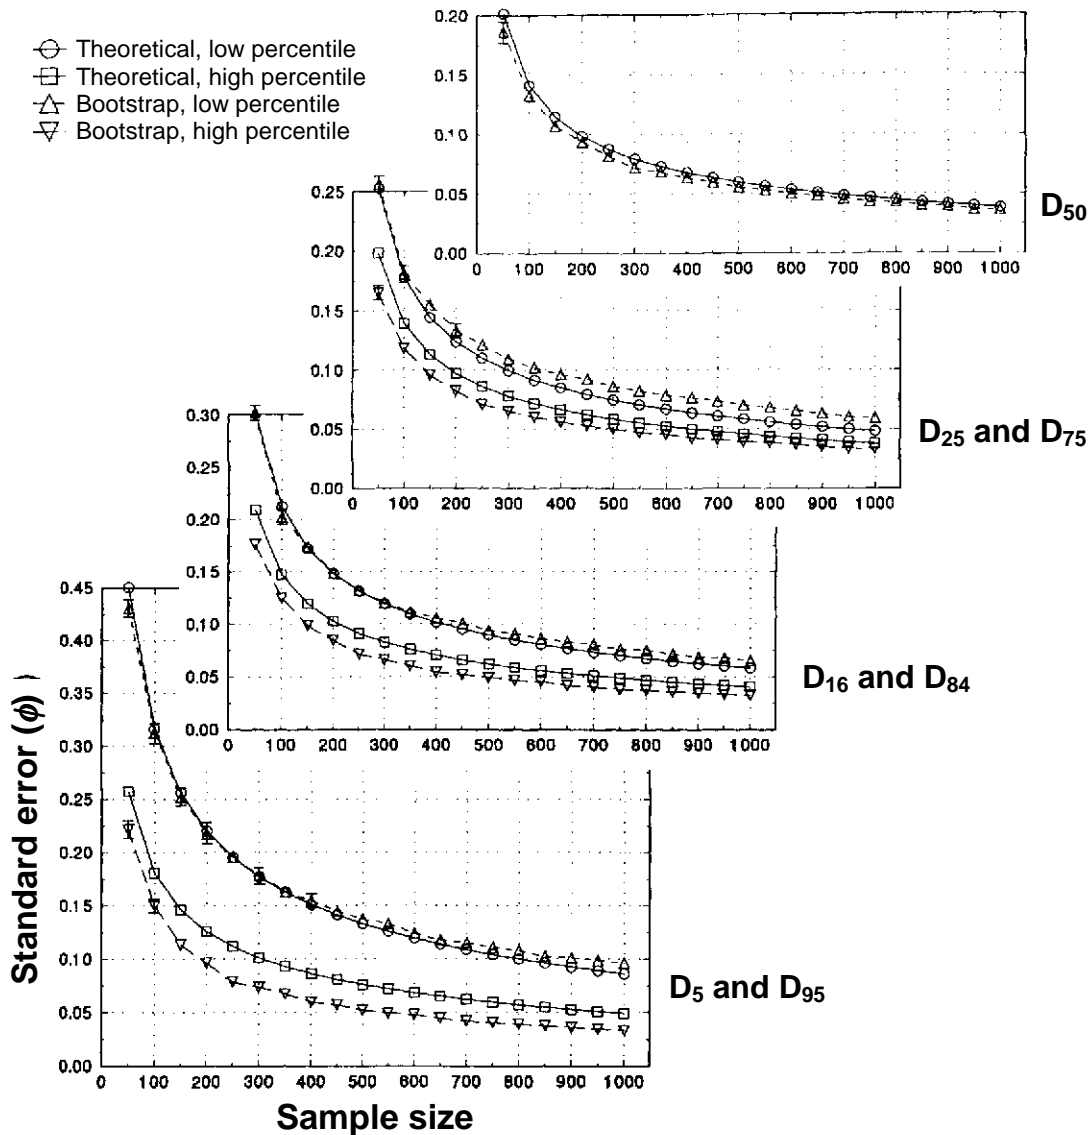 Theoretical, low percentile
Theoretical, high percentile
Bootstrap, low percentile
Bootstrap, high percentile
0.20
0.15
0.10
0.05
0.00
0 100 200 300 400 500 600 700 800 900 1000
D50
0.25
0.20
0.15
0.10
0.05
0.00
0 100 200 300 400 500 600 700 800 900 1000
D25 and D75
0.30
0.25
0.20
0.15
0.10
0.05
0.00
0 100 200 300 400 500 600 700 800 900 1000
D16 and D84
0.45
0.40
0.35
0.30
0.25
0.20
0.15
0.10
0.05
0.00
0 100 200 300 400 500 600 700 800 900 1000
D5 and D95
Standard error (ϕ)
Sample size